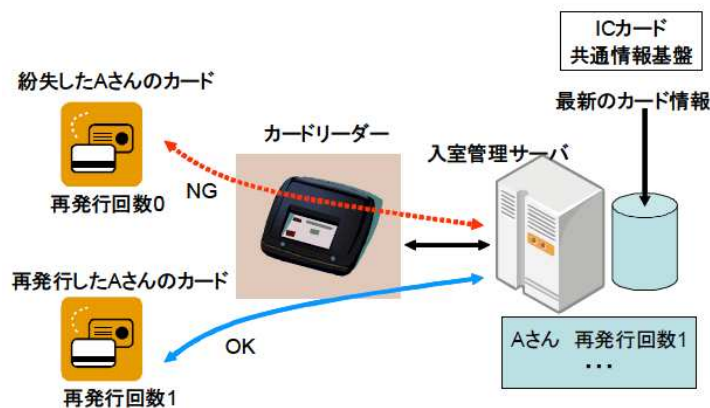 ICカード
共通情報基盤
紛失したAさんのカード
最新のカード情報
カードリーダー
入室管理サーバ
NG
再発行回数0
再発行したAさんのカード
OK
Aさん 再発行回数1
・・・
再発行回数1